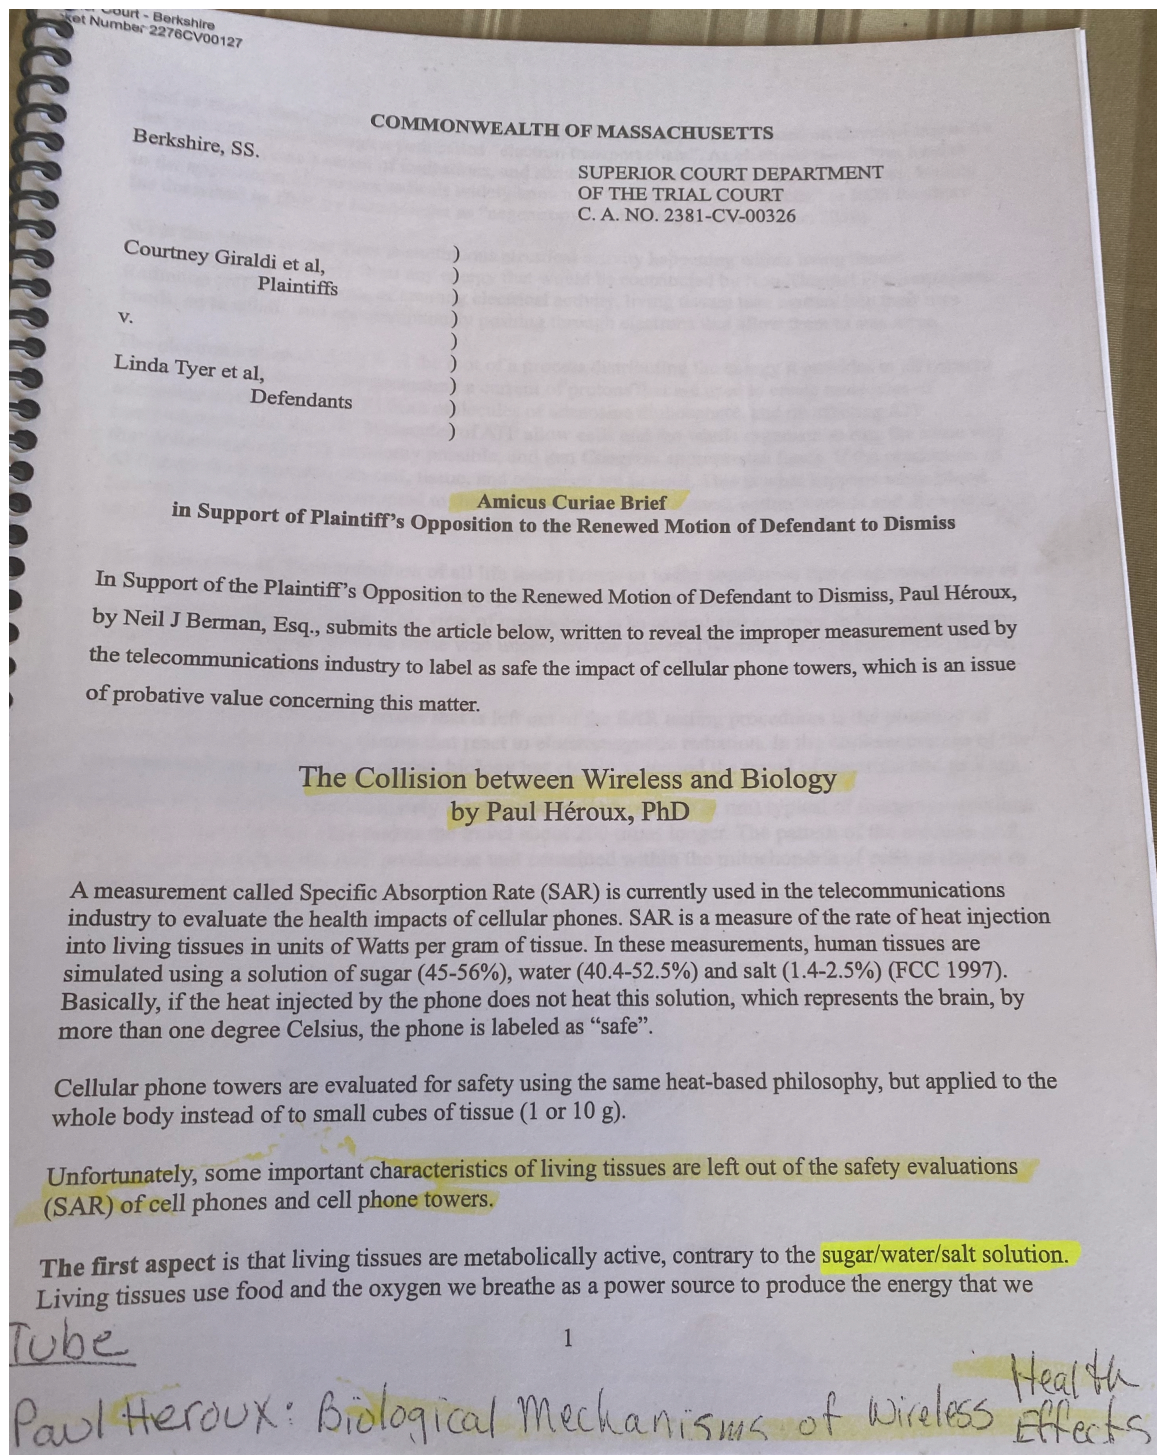 Court - Berkshire
Number 2276CV00127
COMMONWEALTH OF MASSACHUSETTS
Berkshire, SS.
SUPERIOR COURT DEPARTMENT
OF THE TRIAL COURT
C. A. NO. 2381-CV-00326
Courtney Giraldi et al, )
Plaintiffs )
)
v. )
)
Linda Tyer et al, )
Defendants )
)
)
Amicus Curiae Brief
in Support of Plaintiff's Opposition to the Renewed Motion of Defendant to Dismiss
In Support of the Plaintiff's Opposition to the Renewed Motion of Defendant to Dismiss, Paul Héroux,
by Neil J Berman, Esq., submits the article below, written to reveal the improper measurement used by
the telecommunications industry to label as safe the impact of cellular phone towers, which is an issue
of probative value concerning this matter.
The Collision between Wireless and Biology
by Paul Héroux, PhD
A measurement called Specific Absorption Rate (SAR) is currently used in the telecommunications
industry to evaluate the health impacts of cellular phones. SAR is a measure of the rate of heat injection
into living tissues in units of Watts per gram of tissue. In these measurements, human tissues are
simulated using a solution of sugar (45-56%), water (40.4-52.5%) and salt (1.4-2.5%) (FCC 1997).
Basically, if the heat injected by the phone does not heat this solution, which represents the brain, by
more than one degree Celsius, the phone is labeled as “safe”.
Cellular phone towers are evaluated for safety using the same heat-based philosophy, but applied to the
whole body instead of to small cubes of tissue (1 or 10 g).
Unfortunately, some important characteristics of living tissues are left out of the safety evaluations
(SAR) of cell phones and cell phone towers.
The first aspect is that living tissues are metabolically active, contrary to the sugar/water/salt solution.
Living tissues use food and the oxygen we breathe as a power source to produce the energy that we
1
Tube
Paul Heroux: Biological Mechanisms of Wireless Health
Effects